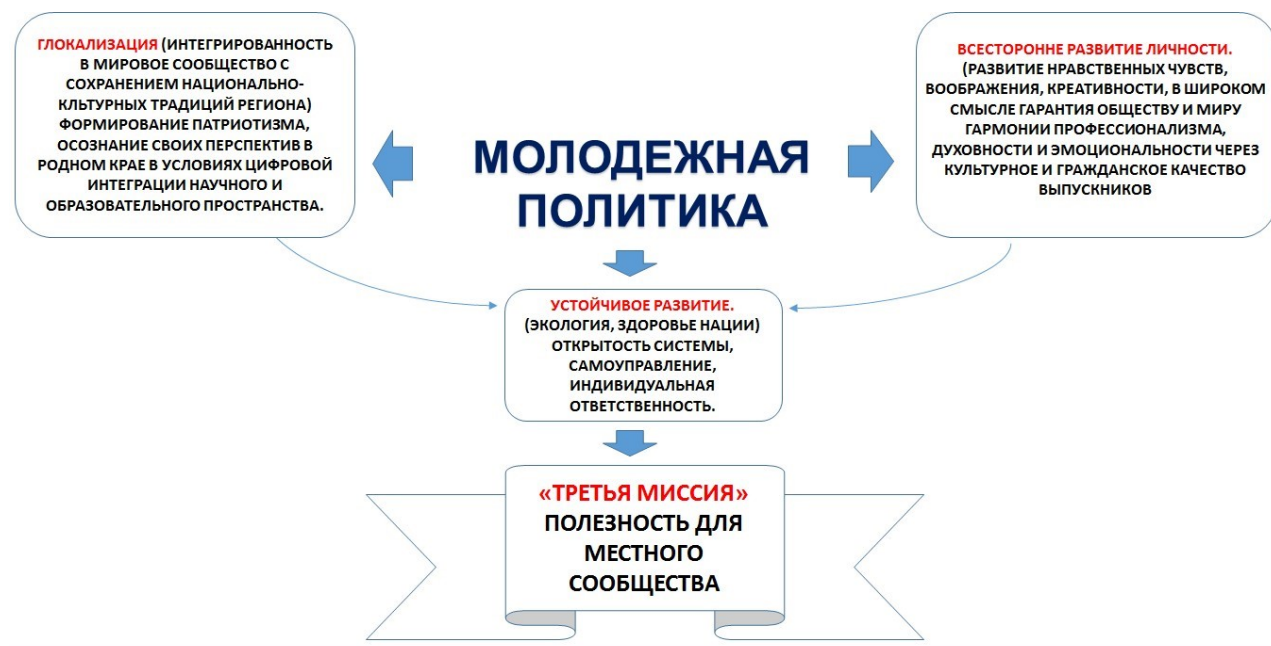 ГЛОКАЛИЗАЦИЯ (ИНТЕГРИРОВАННОСТЬ
В МИРОВОЕ СООБЩЕСТВО С
СОХРАНЕНИЕМ НАЦИОНАЛЬНО-
КЛЬТУРНЫХ ТРАДИЦИЙ РЕГИОНА)
ФОРМИРОВАНИЕ ПАТРИОТИЗМА,
ОСОЗНАНИЕ СВОИХ ПЕРСПЕКТИВ В
РОДНОМ КРАЕ В УСЛОВИЯХ ЦИФРОВОЙ
ИНТЕГРАЦИИ НАУЧНОГО И
ОБРАЗОВАТЕЛЬНОГО ПРОСТРАНСТВА.
МОЛОДЕЖНАЯ
ПОЛИТИКА
ВСЕСТОРОННЕ РАЗВИТИЕ ЛИЧНОСТИ.
(РАЗВИТИЕ НРАВСТВЕННЫХ ЧУВСТВ,
ВООБРАЖЕНИЯ, КРЕАТИВНОСТИ, В ШИРОКОМ
СМЫСЛЕ ГАРАНТИЯ ОБЩЕСТВУ И МИРУ
ГАРМОНИИ ПРОФЕССИОНАЛИЗМА,
ДУХОВНОСТИ И ЭМОЦИОНАЛЬНОСТИ ЧЕРЕЗ
КУЛЬТУРНОЕ И ГРАЖДАНСКОЕ КАЧЕСТВО
ВЫПУСКНИКОВ
УСТОЙЧИВОЕ РАЗВИТИЕ.
(ЭКОЛОГИЯ, ЗДОРОВЬЕ НАЦИИ)
ОТКРЫТОСТЬ СИСТЕМЫ,
САМОУПРАВЛЕНИЕ,
ИНДИВИДУАЛЬНАЯ
ОТВЕТСТВЕННОСТЬ.
«ТРЕТЬЯ МИССИЯ»
ПОЛЕЗНОСТЬ ДЛЯ
МЕСТНОГО
СООБЩЕСТВА